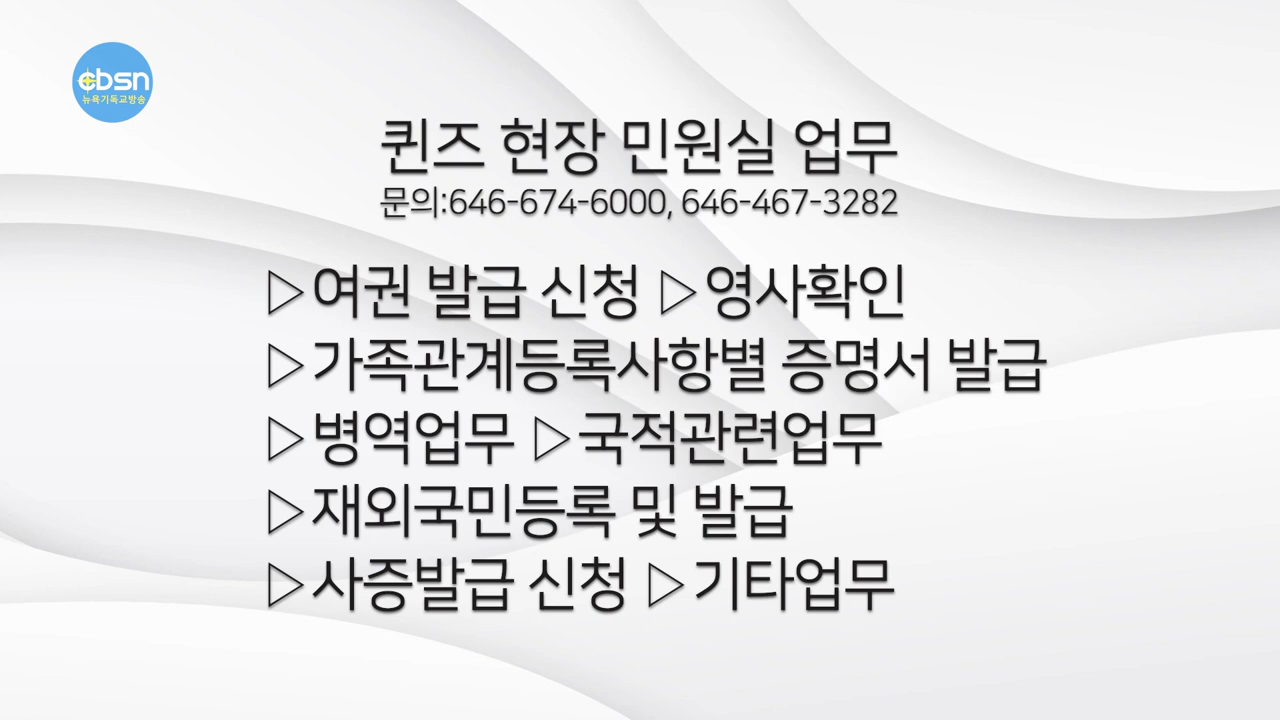 cbsn
뉴욕기독교방송
퀸즈 현장 민원실 업무
문의:646-674-6000, 646-467-3282
▷여권 발급 신청 ▷영사확인
▷가족관계등록사항별 증명서 발급
▷병역업무 ▷국적관련업무
▷재외국민등록 및 발급
▷사증발급 신청 ▷기타업무